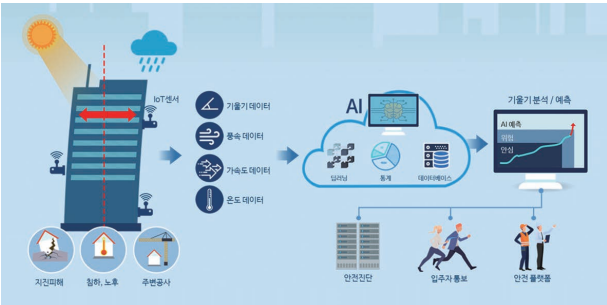 IoT센서
지진피해
침하, 노후
주변공사
기울기 데이터
풍속 데이터
가속도 데이터
온도 데이터
AI
딥러닝
통계
데이터베이스
기울기 분석 / 예측
AI 예측
위험
안심
안전진단
입주자 통보
안전 플랫폼